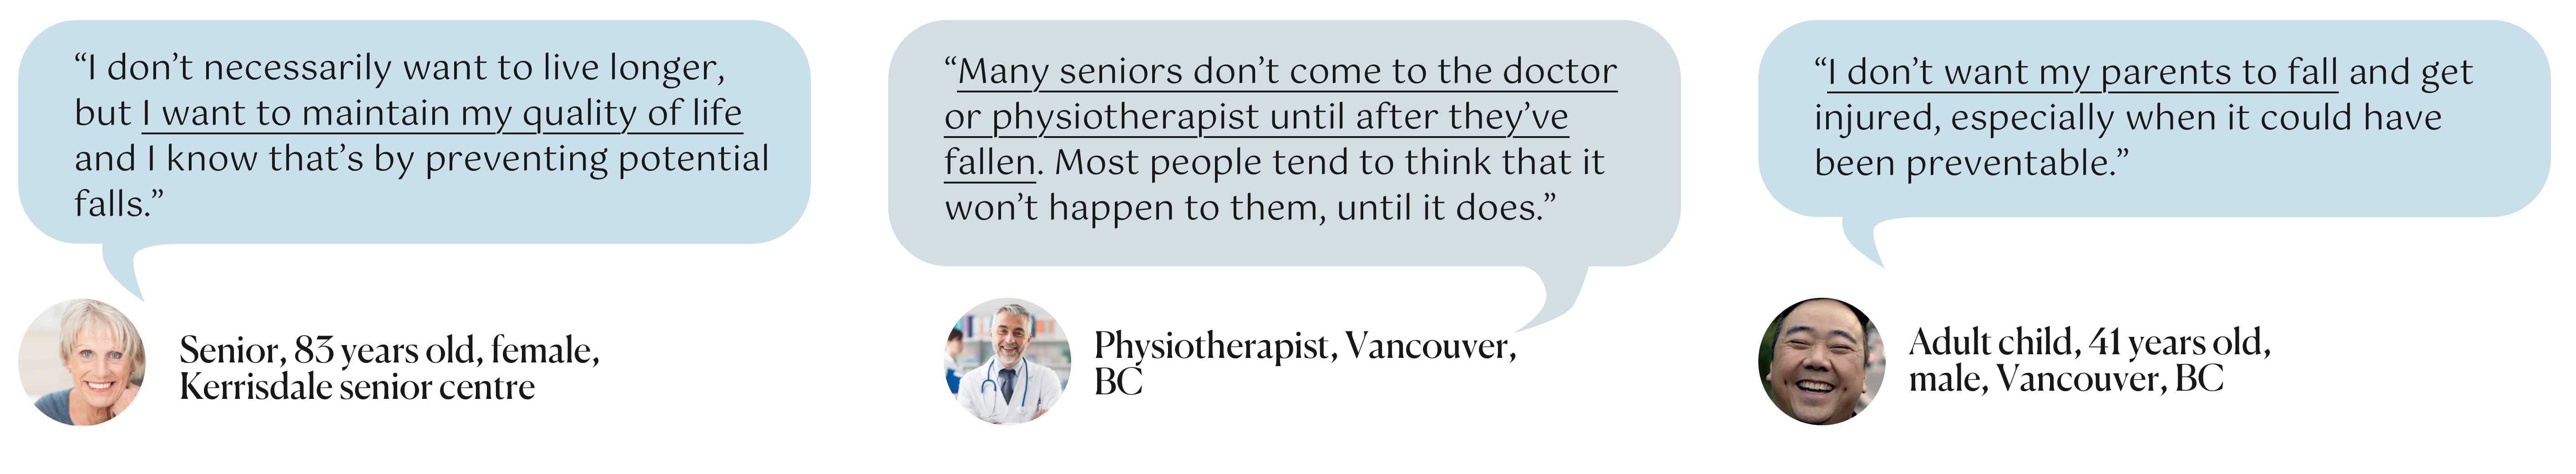 “I don’t necessarily want to live longer,
but I want to maintain my quality of life
and I know that’s by preventing potential
falls.”
Senior, 83 years old, female,
Kerrisdale senior centre
“Many seniors don’t come to the doctor
or physiotherapist until after they’ve
fallen. Most people tend to think that it
won’t happen to them, until it does.”
Physiotherapist, Vancouver,
BC
“I don’t want my parents to fall and get
injured, especially when it could have
been preventable.”
Adult child, 41 years old,
male, Vancouver, BC